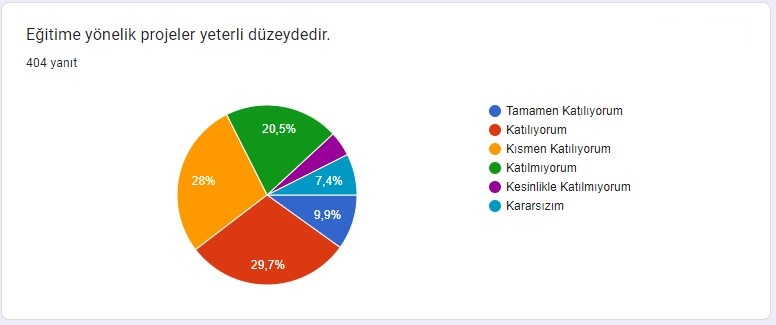 Eğitime yönelik projeler yeterli düzeydedir.
404 yanıt
20,5%
28%
7,4%
9,9%
29,7%
Tamamen Katılıyorum
Katılıyorum
Kısmen Katılıyorum
Katılmıyorum
Kesinlikle Katılmıyorum
Kararsızım